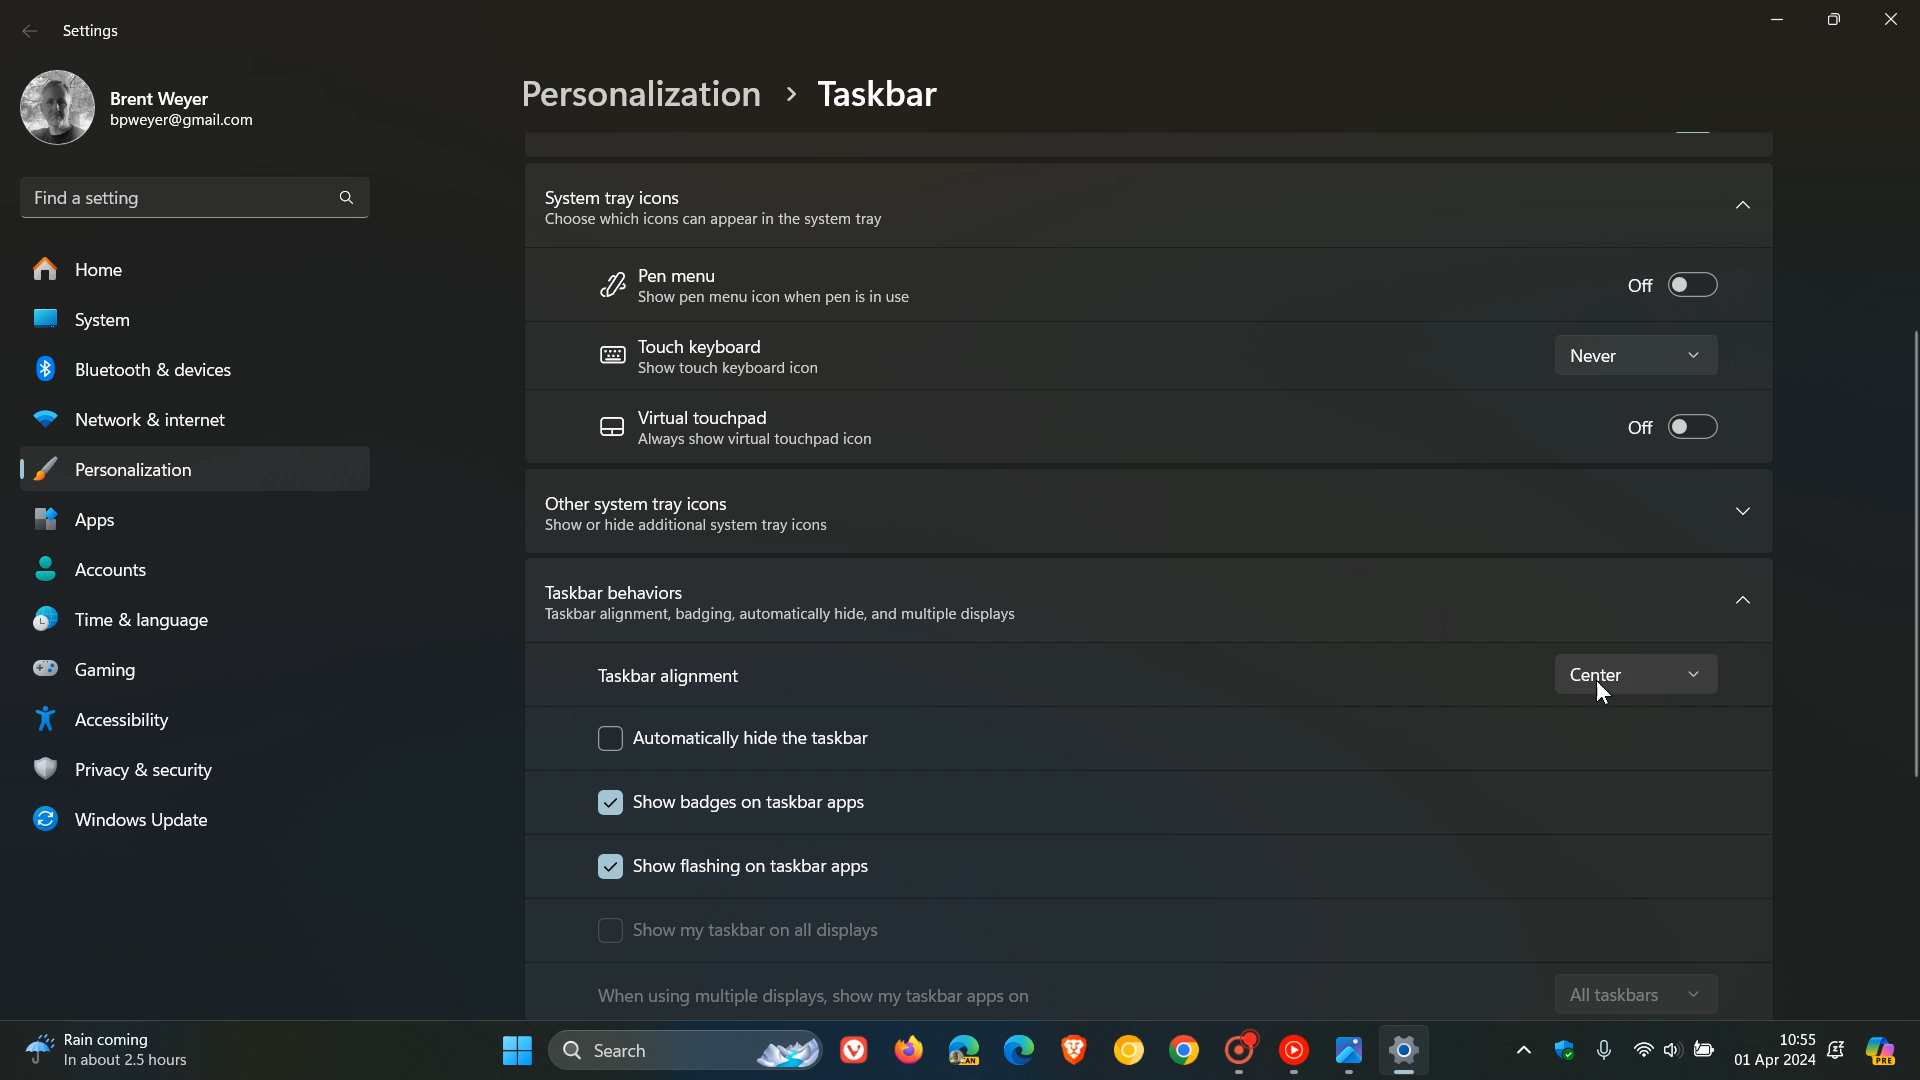 Settings
Brent Weyer
bpweyer@gmail.com
Find a setting
Home
System
Bluetooth & devices
Network & internet
Personalization
Apps
Accounts
Time & language
Gaming
Accessibility
Privacy & security
Windows Update
Personalization > Taskbar
System tray icons
Choose which icons can appear in the system tray
Pen menu
Show pen menu icon when pen is in use
Off
Touch keyboard
Show touch keyboard icon
Never
Virtual touchpad
Always show virtual touchpad icon
Off
Other system tray icons
Show or hide additional system tray icons
Taskbar behaviors
Taskbar alignment, badging, automatically hide, and multiple displays
Taskbar alignment
Center
Automatically hide the taskbar
Show badges on taskbar apps
Show flashing on taskbar apps
Show my taskbar on all displays
When using multiple displays, show my taskbar apps on
All taskbars
Rain coming
In about 2.5 hours
Search
CAN
10:55
01 Apr 2024
PRE